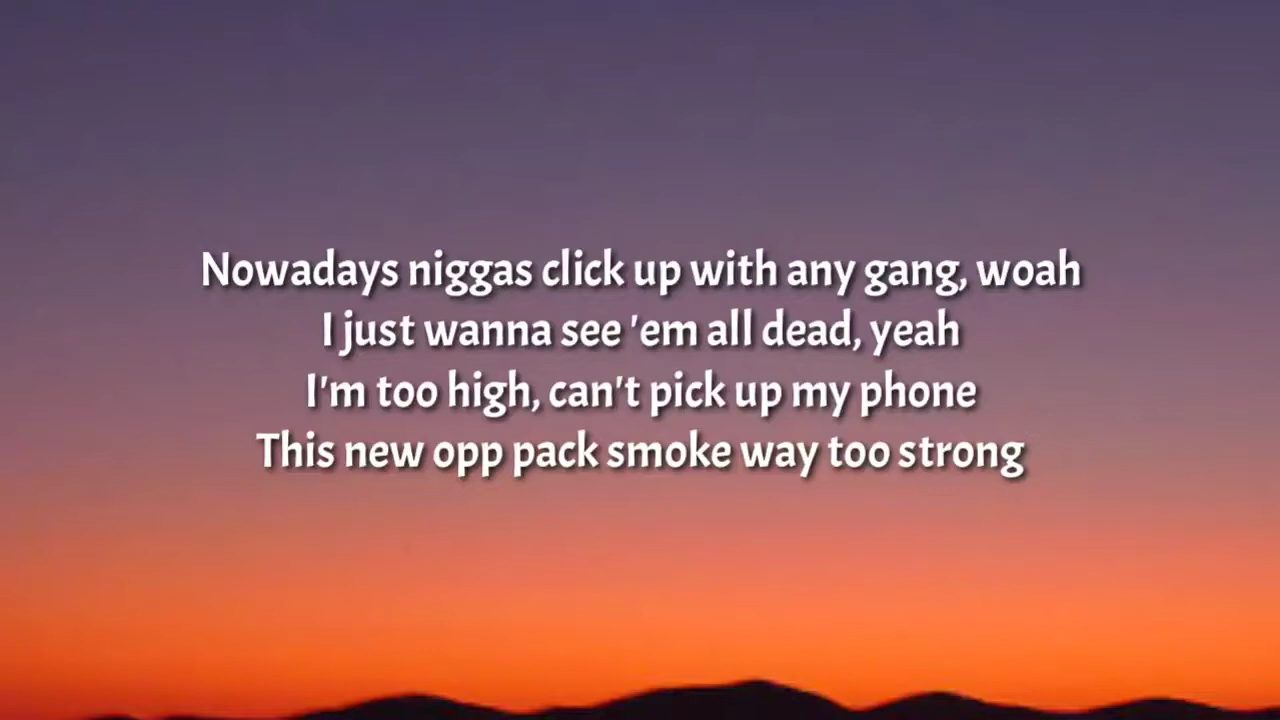 Nowadays niggas click up with any gang, woah
I just wanna see 'em all dead, yeah
I'm too high, can't pick up my phone
This new opp pack smoke way too strong